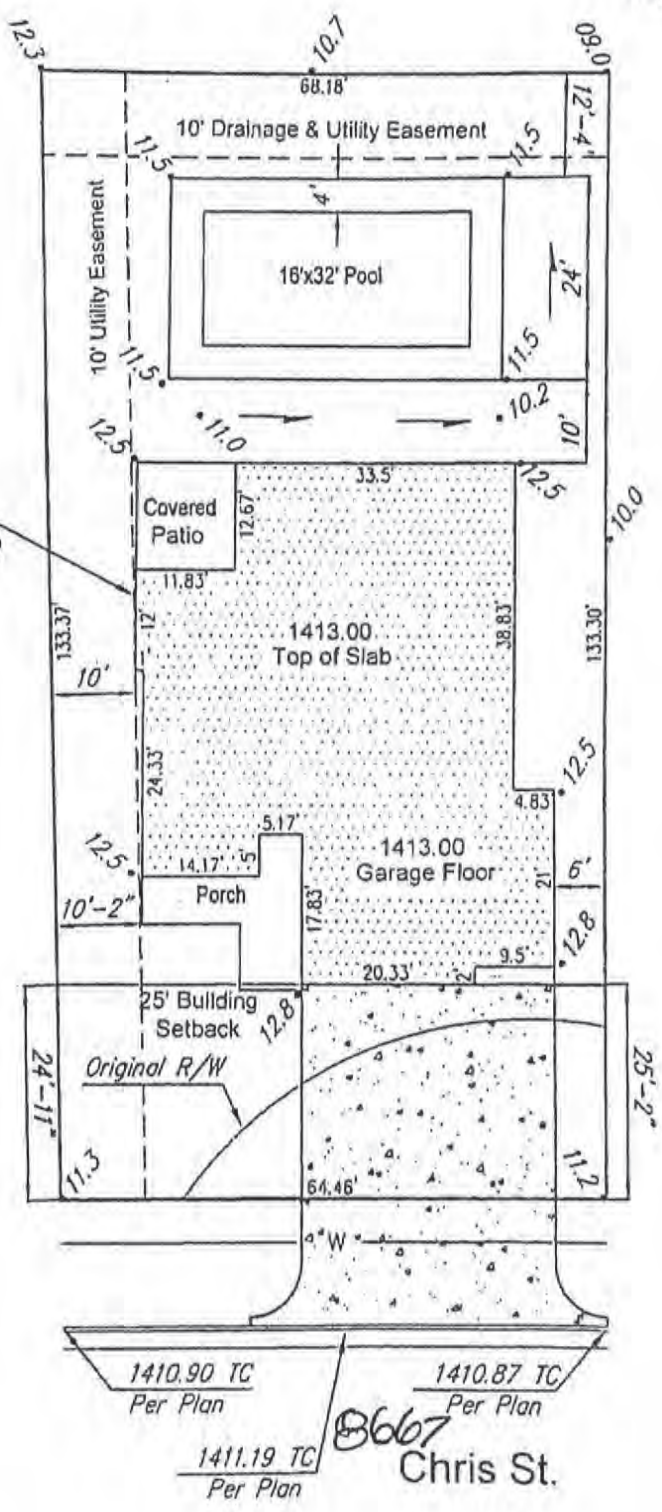 12.3
10.7
09.0
68.18'
12'-4"
10' Drainage & Utility Easement
11.5
11.5
10' Utility Easement
4'
16'x32' Pool
24'
11.5
11.5
11.0
10.2
10'
12.5
33.5'
12.5
Covered
Patio
12.67'
11.83'
10.0
133.37'
12'
1413.00
Top of Slab
38.83'
133.30'
10'
24.33'
12.5
4.83'
5.17'
12.5
14.17'
5'
1413.00
Garage Floor
21'
6'
Porch
10'-2"
17.83'
12.8
9.5'
20.33'
2'
25' Building
Setback
12.8
24'-11"
Original R/W
25'-2"
11.3
64.46'
11.2
W
1410.90 TC
Per Plan
1410.87 TC
Per Plan
8667
Chris St.
1411.19 TC
Per Plan